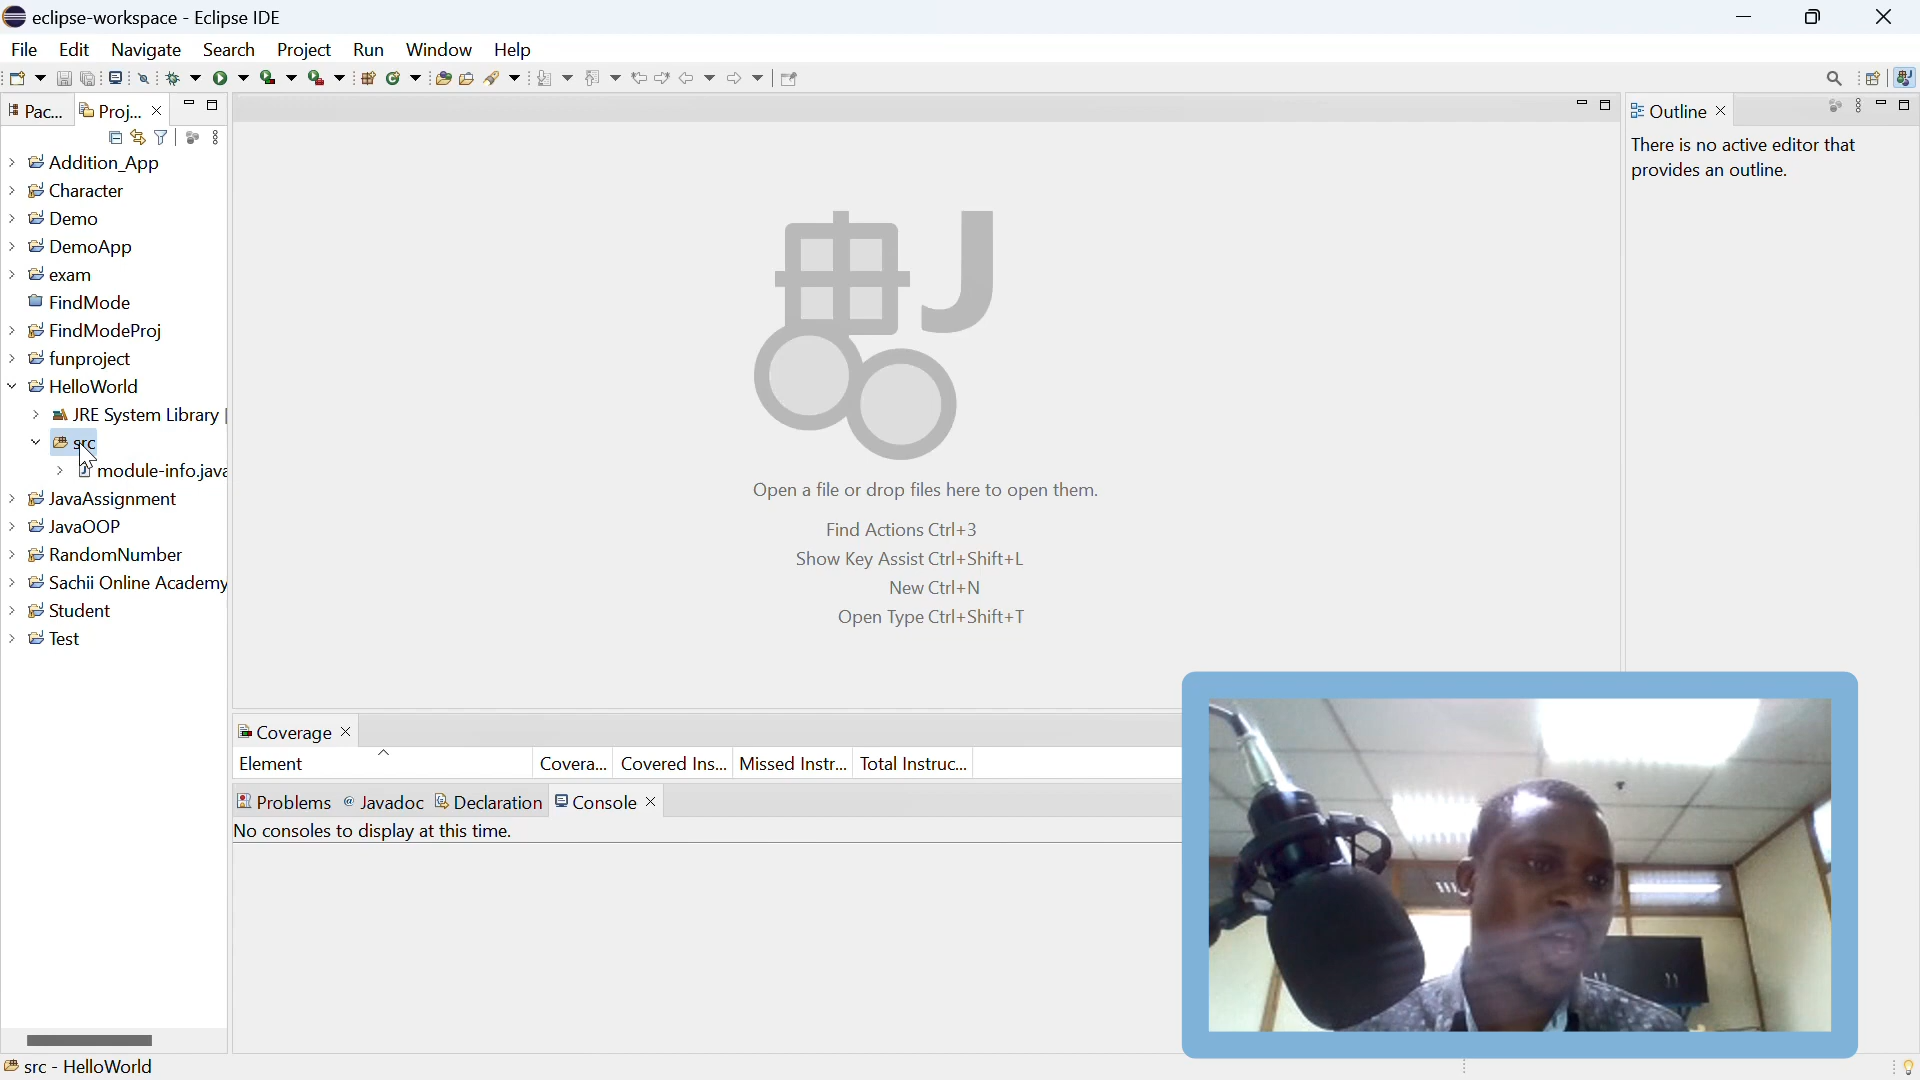 eclipse-workspace - Eclipse IDE
File Edit Navigate Search Project Run Window Help
Pac... Proj...
Addition_App
Character
Demo
DemoApp
exam
FindMode
FindModeProj
funproject
HelloWorld
JRE System Library [
src
module-info.java
JavaAssignment
JavaOOP
RandomNumber
Sachii Online Academy
Student
Test
Open a file or drop files here to open them.
Find Actions Ctrl+3
Show Key Assist Ctrl+Shift+L
New Ctrl+N
Open Type Ctrl+Shift+T
Outline
There is no active editor that
provides an outline.
Coverage
Element Covera... Covered Ins... Missed Instr... Total Instruc...
Problems Javadoc Declaration Console
No consoles to display at this time.
src - HelloWorld